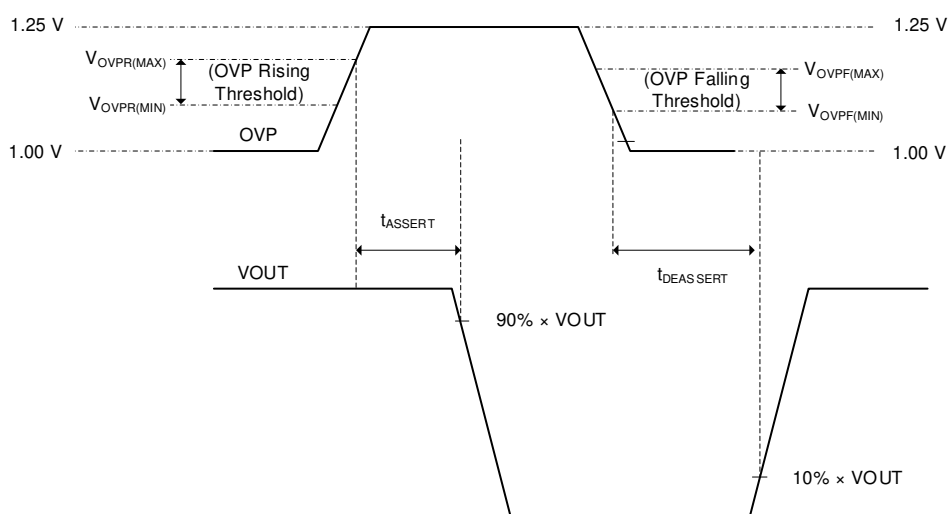 1.25 V
1.25 V
VOVPR(MAX)
(OVP Rising
Threshold)
VOVPF(MAX)
(OVP Falling
Threshold)
VOVPR(MIN)
VOVPF(MIN)
OVP
1.00 V
1.00 V
tASSERT
tDEASSERT
VOUT
90% × VOUT
10% × VOUT